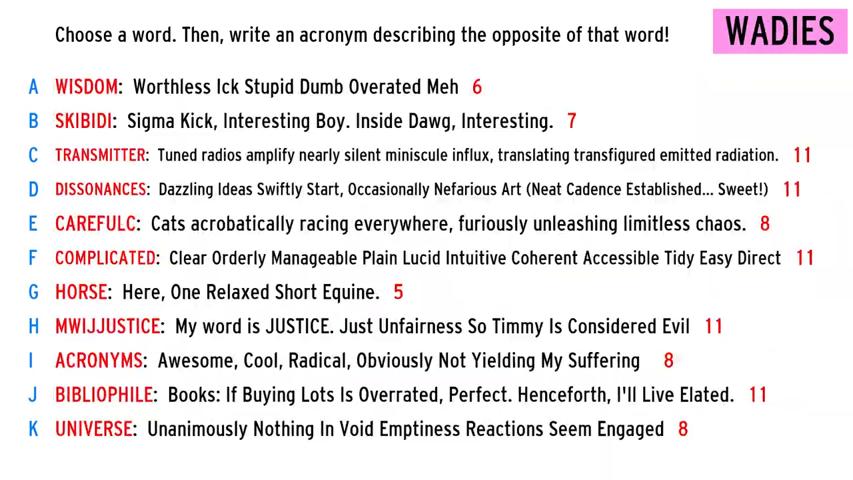 Choose a word. Then, write an acronym describing the opposite of that word!
WADIES
A WISDOM: Worthless Ick Stupid Dumb Overated Meh 6
B SKIBIDI: Sigma Kick, Interesting Boy. Inside Dawg, Interesting. 7
C TRANSMITTER: Tuned radios amplify nearly silent miniscule influx, translating transfigured emitted radiation. 11
D DISSONANCES: Dazzling Ideas Swiftly Start, Occasionally Nefarious Art (Neat Cadence Established... Sweet!) 11
E CAREFULC: Cats acrobatically racing everywhere, furiously unleashing limitless chaos. 8
F COMPLICATED: Clear Orderly Manageable Plain Lucid Intuitive Coherent Accessible Tidy Easy Direct 11
G HORSE: Here, One Relaxed Short Equine. 5
H MWIJJUSTICE: My word is JUSTICE. Just Unfairness So Timmy Is Considered Evil 11
I ACRONYMS: Awesome, Cool, Radical, Obviously Not Yielding My Suffering 8
J BIBLIOPHILE: Books: If Buying Lots Is Overrated, Perfect. Henceforth, I'll Live Elated. 11
K UNIVERSE: Unanimously Nothing In Void Emptiness Reactions Seem Engaged 8